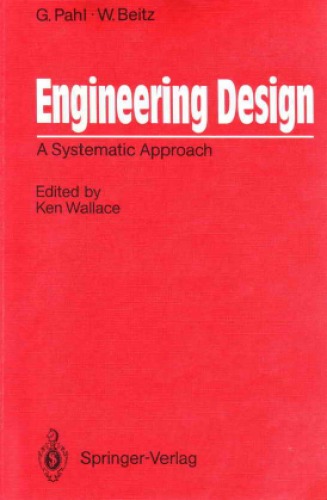 G. Pahl · W. Beitz
Engineering Design
A Systematic Approach
Edited by
Ken Wallace
Springer-Verlag